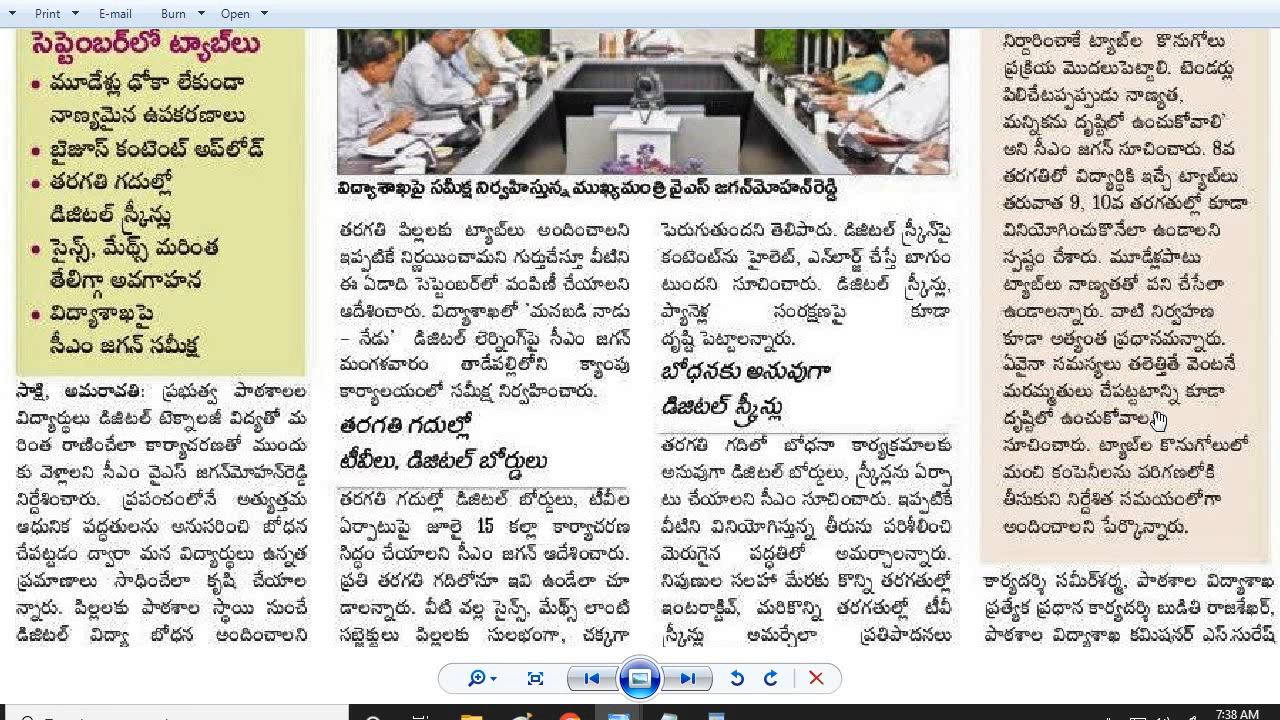 Print
E-mail
Burn
Open
సెప్టెంబర్‌లో ట్యాబ్‌లు
• మూడేళ్లు ఢోకా లేకుండా
నాణ్యమైన ఉపకరణాలు
• బైజూస్ కంటెంట్ అప్‌లోడ్
• తరగతి గదుల్లో
డిజిటల్ స్క్రీన్లు
• సైన్స్, మేథ్స్ మరింత
తేలిగ్గా అవగాహన
• విద్యాశాఖపై
సీఎం జగన్ సమీక్ష
సాక్షి, అమరావతి: ప్రభుత్వ పాఠశాలల
విద్యార్థులు డిజిటల్ టెక్నాలజీ విద్యతో మ
రింత రాణించేలా కార్యాచరణతో ముందు
కు వెళ్లాలని సీఎం వైఎస్ జగన్‌మోహన్‌రెడ్డి
నిర్దేశించారు. ప్రపంచంలోనే అత్యుత్తమ
ఆధునిక పద్ధతులను అనుసరించి బోధన
చేపట్టడం ద్వారా మన విద్యార్థులు ఉన్నత
ప్రమాణాలు సాధించేలా కృషి చేయాల
న్నారు. పిల్లలకు పాఠశాల స్థాయి నుంచే
డిజిటల్ విద్యా బోధన అందించాలని
విద్యాశాఖపై సమీక్ష నిర్వహిస్తున్న ముఖ్యమంత్రి వైఎస్ జగన్‌మోహన్‌రెడ్డి
తరగతి పిల్లలకు ట్యాబ్‌లు అందించాలని
ఇప్పటికే నిర్ణయించామని గుర్తుచేస్తూ వీటిని
ఈ ఏడాది సెప్టెంబర్‌లో పంపిణీ చేయాలని
ఆదేశించారు. విద్యాశాఖలో 'మనబడి నాడు
– నేడు' డిజిటల్ లెర్నింగ్‌పై సీఎం జగన్
మంగళవారం తాడేపల్లిలోని క్యాంపు
కార్యాలయంలో సమీక్ష నిర్వహించారు.
తరగతి గదుల్లో
టీవీలు, డిజిటల్ బోర్డులు
తరగతి గదుల్లో డిజిటల్ బోర్డులు, టీవీల
ఏర్పాటుపై జూలై 15 కల్లా కార్యాచరణ
సిద్ధం చేయాలని సీఎం జగన్ ఆదేశించారు.
ప్రతి తరగతి గదిలోనూ ఇవి ఉండేలా చూ
డాలన్నారు. వీటి వల్ల సైన్స్, మేథ్స్ లాంటి
సబ్జెక్టులు పిల్లలకు సులభంగా, చక్కగా
పెరుగుతుందని తెలిపారు. డిజిటల్ స్క్రీన్‌పై
కంటెంట్‌ను హైలెట్, ఎన్‌లార్జ్ చేస్తే బాగుం
టుందని సూచించారు. డిజిటల్ స్క్రీన్లు,
ప్యానెళ్ల సంరక్షణపై కూడా
దృష్టి పెట్టాలన్నారు.
బోధనకు అనువుగా
డిజిటల్ స్క్రీన్లు
తరగతి గదిలో బోధనా కార్యక్రమాలకు
అనువుగా డిజిటల్ బోర్డులు, స్క్రీన్లను ఏర్పా
టు చేయాలని సీఎం సూచించారు. ఇప్పటికే
వీటిని వినియోగిస్తున్న తీరును పరిశీలించి
మెరుగైన పద్ధతిలో అమర్చాలన్నారు.
నిపుణుల సలహా మేరకు కొన్ని తరగతుల్లో
ఇంటరాక్టివ్, మరికొన్ని తరగతుల్లో టీవీ
స్క్రీన్లు అమర్చేలా ప్రతిపాదనలు
నిర్ధారించాకే ట్యాబ్‌ల కొనుగోలు
ప్రక్రియ మొదలుపెట్టాలి. టెండర్లు
పిలిచేటప్పప్పుడు నాణ్యత,
మన్నికను దృష్టిలో ఉంచుకోవాలి'
అని సీఎం జగన్ సూచించారు. 8వ
తరగతిలో విద్యార్థికి ఇచ్చే ట్యాబ్‌లు
తరువాత 9, 10వ తరగతుల్లో కూడా
వినియోగించుకొనేలా ఉండాలని
స్పష్టం చేశారు. మూడేళ్లపాటు
ట్యాబ్‌లు నాణ్యతతో పని చేసేలా
ఉండాలన్నారు. వాటి నిర్వహణ
కూడా అత్యంత ప్రధానమన్నారు.
ఏవైనా సమస్యలు తలెత్తితే వెంటనే
మరమ్మతులు చేపట్టటాన్ని కూడా
దృష్టిలో ఉంచుకోవాల
సూచించారు. ట్యాబ్‌ల కొనుగోలులో
మంచి కంపెనీలను పరిగణలోకి
తీసుకుని నిర్దేశిత సమయంలోగా
అందించాలని పేర్కొన్నారు.
కార్యదర్శి సమీర్‌శర్మ, పాఠశాల విద్యాశాఖ
ప్రత్యేక ప్రధాన కార్యదర్శి బుడితి రాజశేఖర్,
పాఠశాల విద్యాశాఖ కమిషనర్ ఎస్.సురేష్
7:38 AM